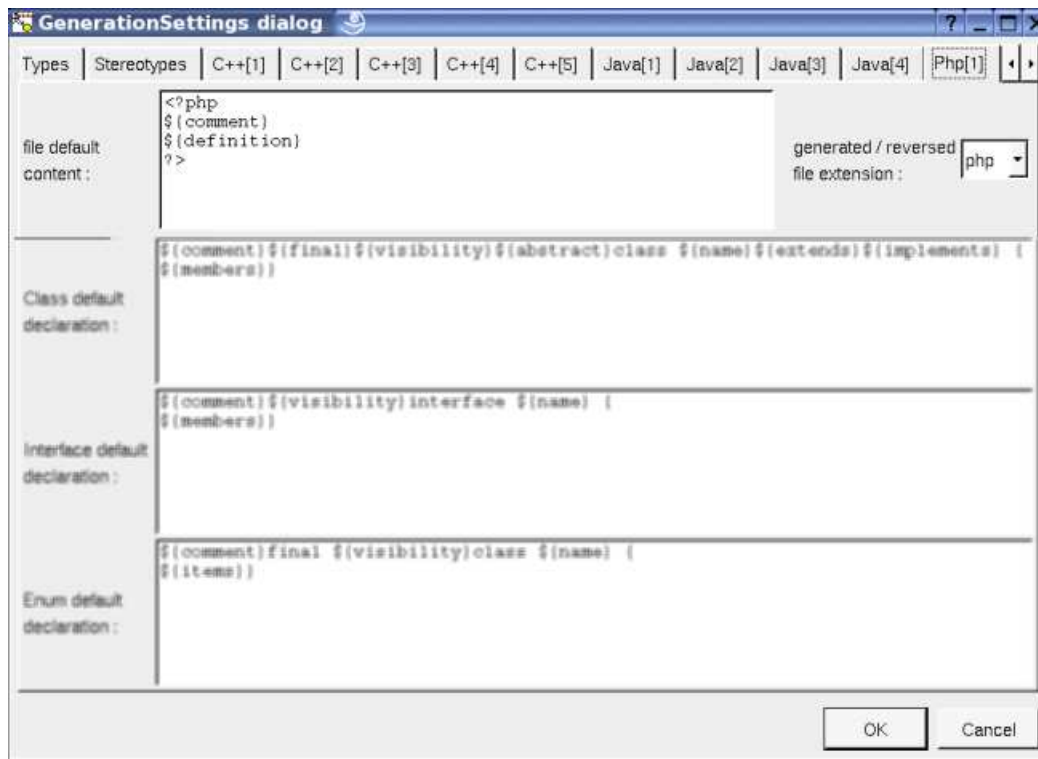 GenerationSettings dialog
Types Stereotypes C++[1] C++[2] C++[3] C++[4] C++[5] Java[1] Java[2] Java[3] Java[4] Php[1]
file default
content :
<?php
${comment}
${definition}
?>
generated / reversed
file extension :
php
Class default
declaration :
${comment}${final}${visibility}${abstract}class ${name}${extends}${implements} {
${members}}
Interface default
declaration :
${comment}${visibility}interface ${name} {
${members}}
Enum default
declaration :
${comment}final ${visibility}class ${name} {
${items}}
OK Cancel